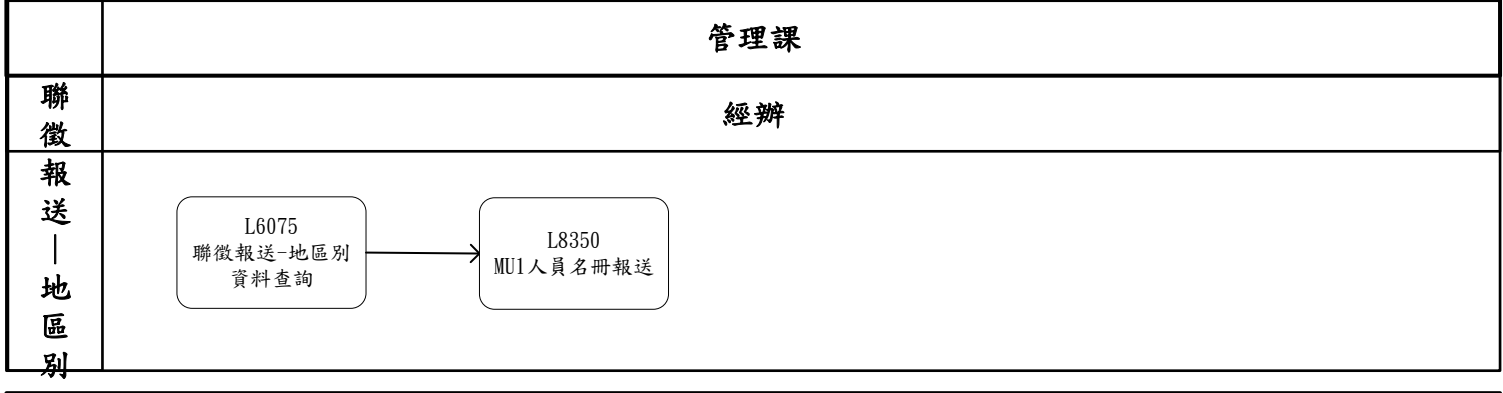 管理課
聯徵報送—地區別
經辦
L6075
聯徵報送-地區別
資料查詢
L8350
MU1人員名冊報送